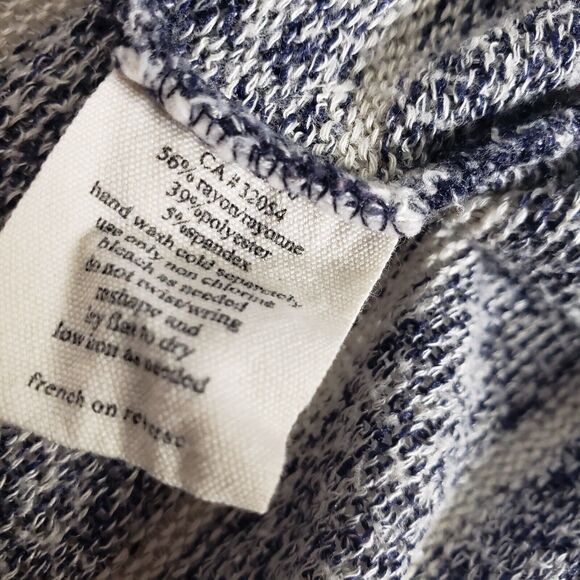 CA # 32084
56% rayon/rayonne
39% polyester
5% spandex
hand wash cold separately
use only non chlorine
bleach as needed
do not twist/wring
reshape and
lay flat to dry
low iron as needed
french on reverse